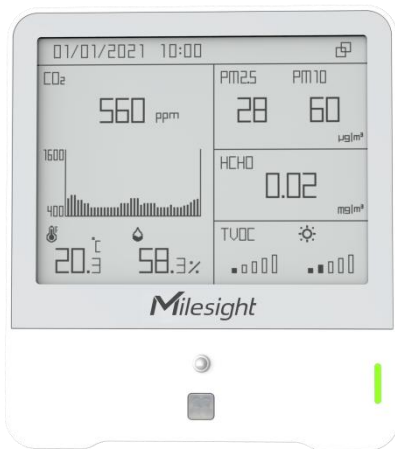 01/01/2021 10:00
CO₂
560 ppm
1600
400
20.3 ℃
58.3%
PM2.5 PM10
28 60
µg/m³
HCHO
0.02
mg/m³
TVOC
Milesight